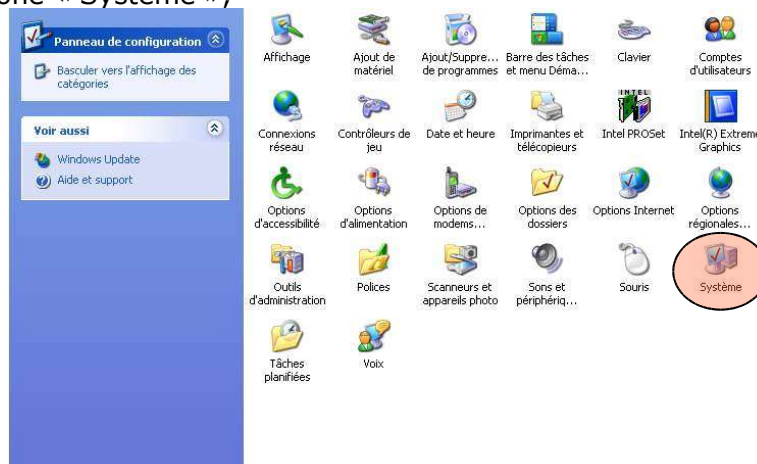 « Système »)
Panneau de configuration
Basculer vers l'affichage des
catégories
Voir aussi
Windows Update
Aide et support
Affichage
Ajout de
matériel
Ajout/Suppre...
de programmes
Barre des tâches
et menu Déma...
Clavier
Comptes
d'utilisateurs
Connexions
réseau
Contrôleurs de
jeu
Date et heure
Imprimantes et
télécopieurs
INTEL
Intel PROSet
Intel(R) Extreme
Graphics
Options
d'accessibilité
Options
d'alimentation
Options de
modems...
Options des
dossiers
Options Internet
Options
régionales...
Outils
d'administration
Polices
Scanneurs et
appareils photo
Sons et
périphériq...
Souris
Système
Tâches
planifiées
Voix